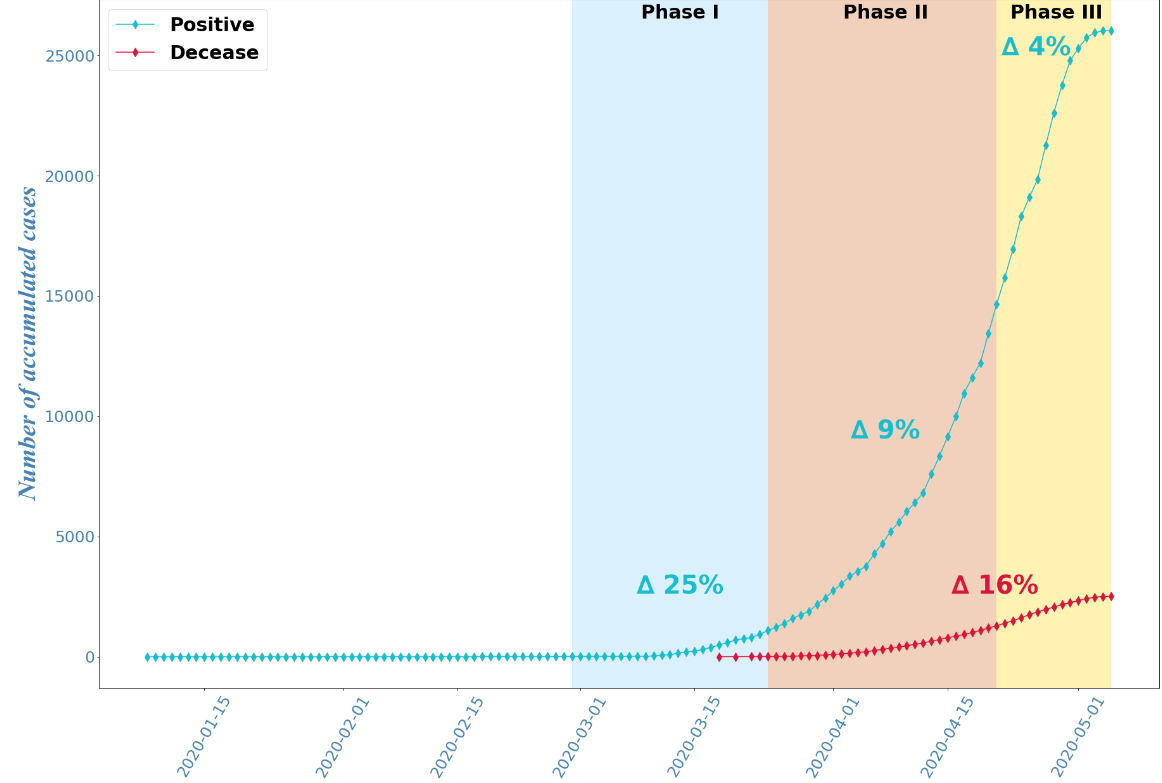 Phase I
Phase II
Phase III
Positive
Decease
Δ 4%
Δ 9%
Δ 25%
Δ 16%
Number of accumulated cases
25000
20000
15000
10000
5000
0
2020-01-15
2020-02-01
2020-02-15
2020-03-01
2020-03-15
2020-04-01
2020-04-15
2020-05-01